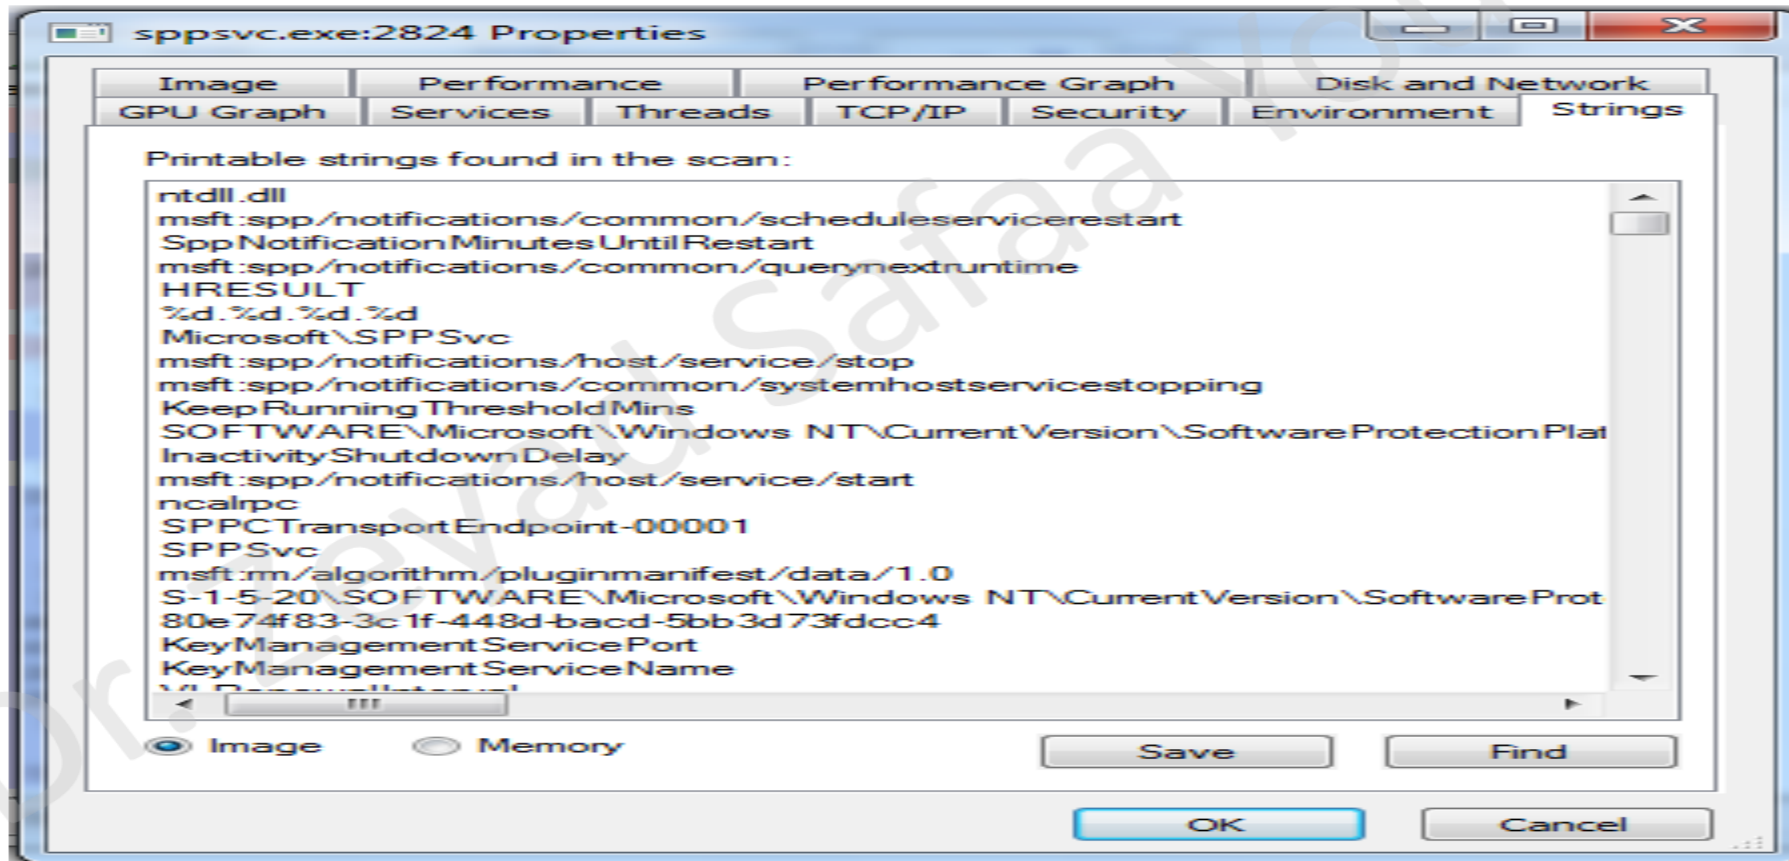 sppsvc.exe:2824 Properties
Image Performance Performance Graph Disk and Network
GPU Graph Services Threads TCP/IP Security Environment Strings
Printable strings found in the scan:
ntdll.dll
msft:spp/notifications/common/scheduleservicerestart
SppNotificationMinutesUntilRestart
msft:spp/notifications/common/querynextruntime
HRESULT
%d.%d.%d.%d
Microsoft\SPPSvc
msft:spp/notifications/host/service/stop
msft:spp/notifications/common/systemhostservicestopping
KeepRunningThresholdMins
SOFTWARE\Microsoft\Windows NT\CurrentVersion\SoftwareProtectionPlat
InactivityShutdownDelay
msft:spp/notifications/host/service/start
ncalrpc
SPPCTransportEndpoint-00001
SPPSvc
msft:rm/algorithm/pluginmanifest/data/1.0
S-1-5-20\SOFTWARE\Microsoft\Windows NT\CurrentVersion\SoftwareProt
80e74f83-3c1f-448d-bacd-5bb3d73fdcc4
KeyManagementServicePort
KeyManagementServiceName
Image Memory Save Find
OK Cancel
Dr. Zeyad Safaa You